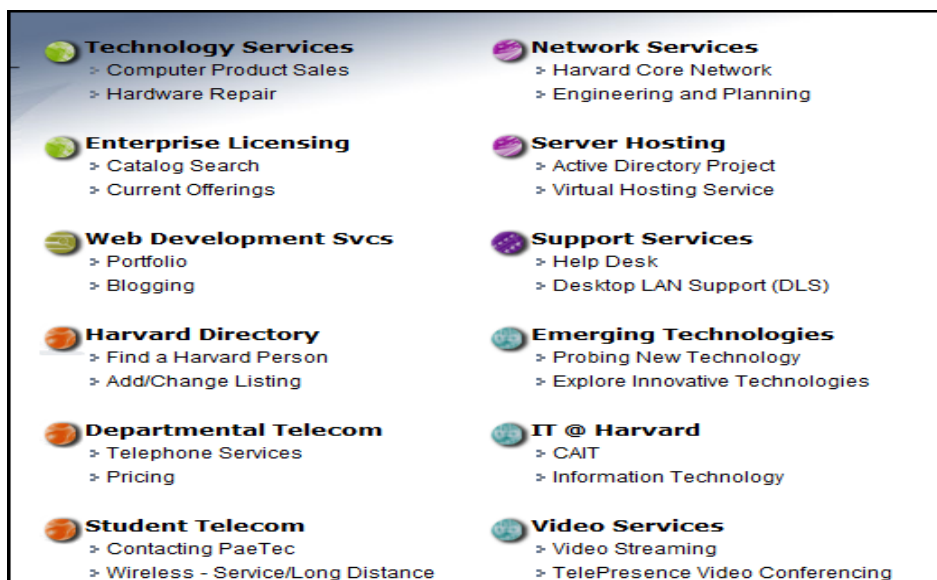 Technology Services
> Computer Product Sales
> Hardware Repair
Enterprise Licensing
> Catalog Search
> Current Offerings
Web Development Svcs
> Portfolio
> Blogging
Harvard Directory
> Find a Harvard Person
> Add/Change Listing
Departmental Telecom
> Telephone Services
> Pricing
Student Telecom
> Contacting PaeTec
> Wireless - Service/Long Distance
Network Services
> Harvard Core Network
> Engineering and Planning
Server Hosting
> Active Directory Project
> Virtual Hosting Service
Support Services
> Help Desk
> Desktop LAN Support (DLS)
Emerging Technologies
> Probing New Technology
> Explore Innovative Technologies
IT @ Harvard
> CAIT
> Information Technology
Video Services
> Video Streaming
> TelePresence Video Conferencing